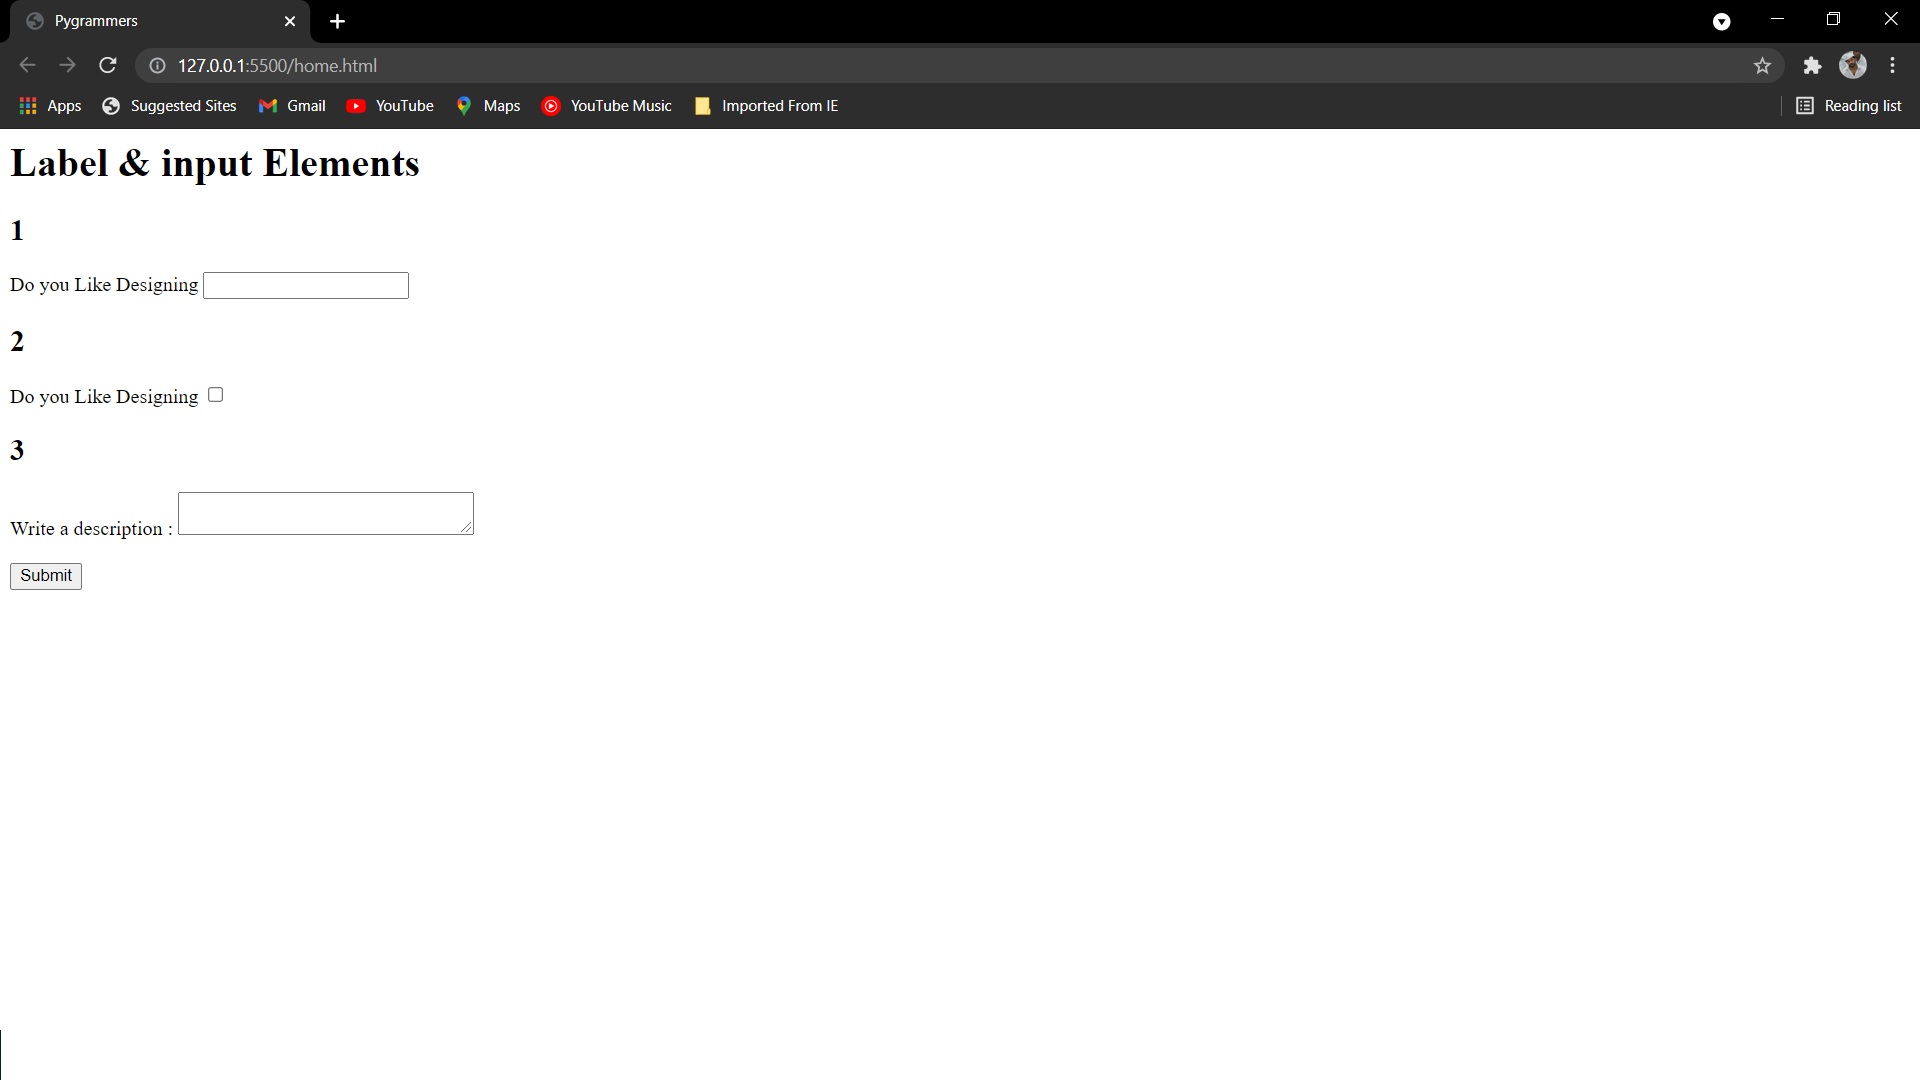 Pygrammers
127.0.0.1:5500/home.html
Apps Suggested Sites Gmail YouTube Maps YouTube Music Imported From IE Reading list
Label & input Elements
1
Do you Like Designing
2
Do you Like Designing
3
Write a description :
Submit